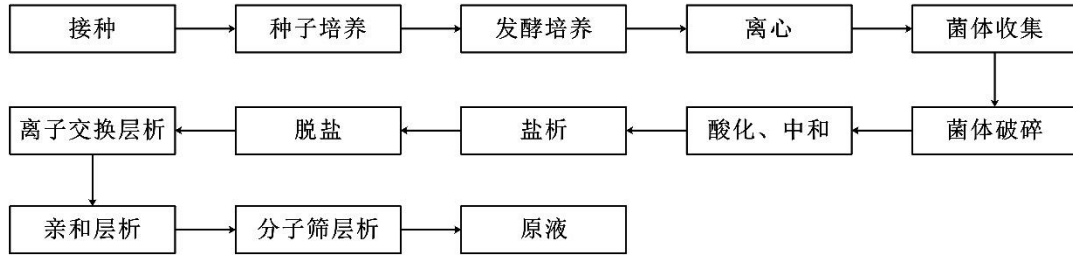 接种
种子培养
发酵培养
离心
菌体收集
菌体破碎
酸化、中和
盐析
脱盐
离子交换层析
亲和层析
分子筛层析
原液